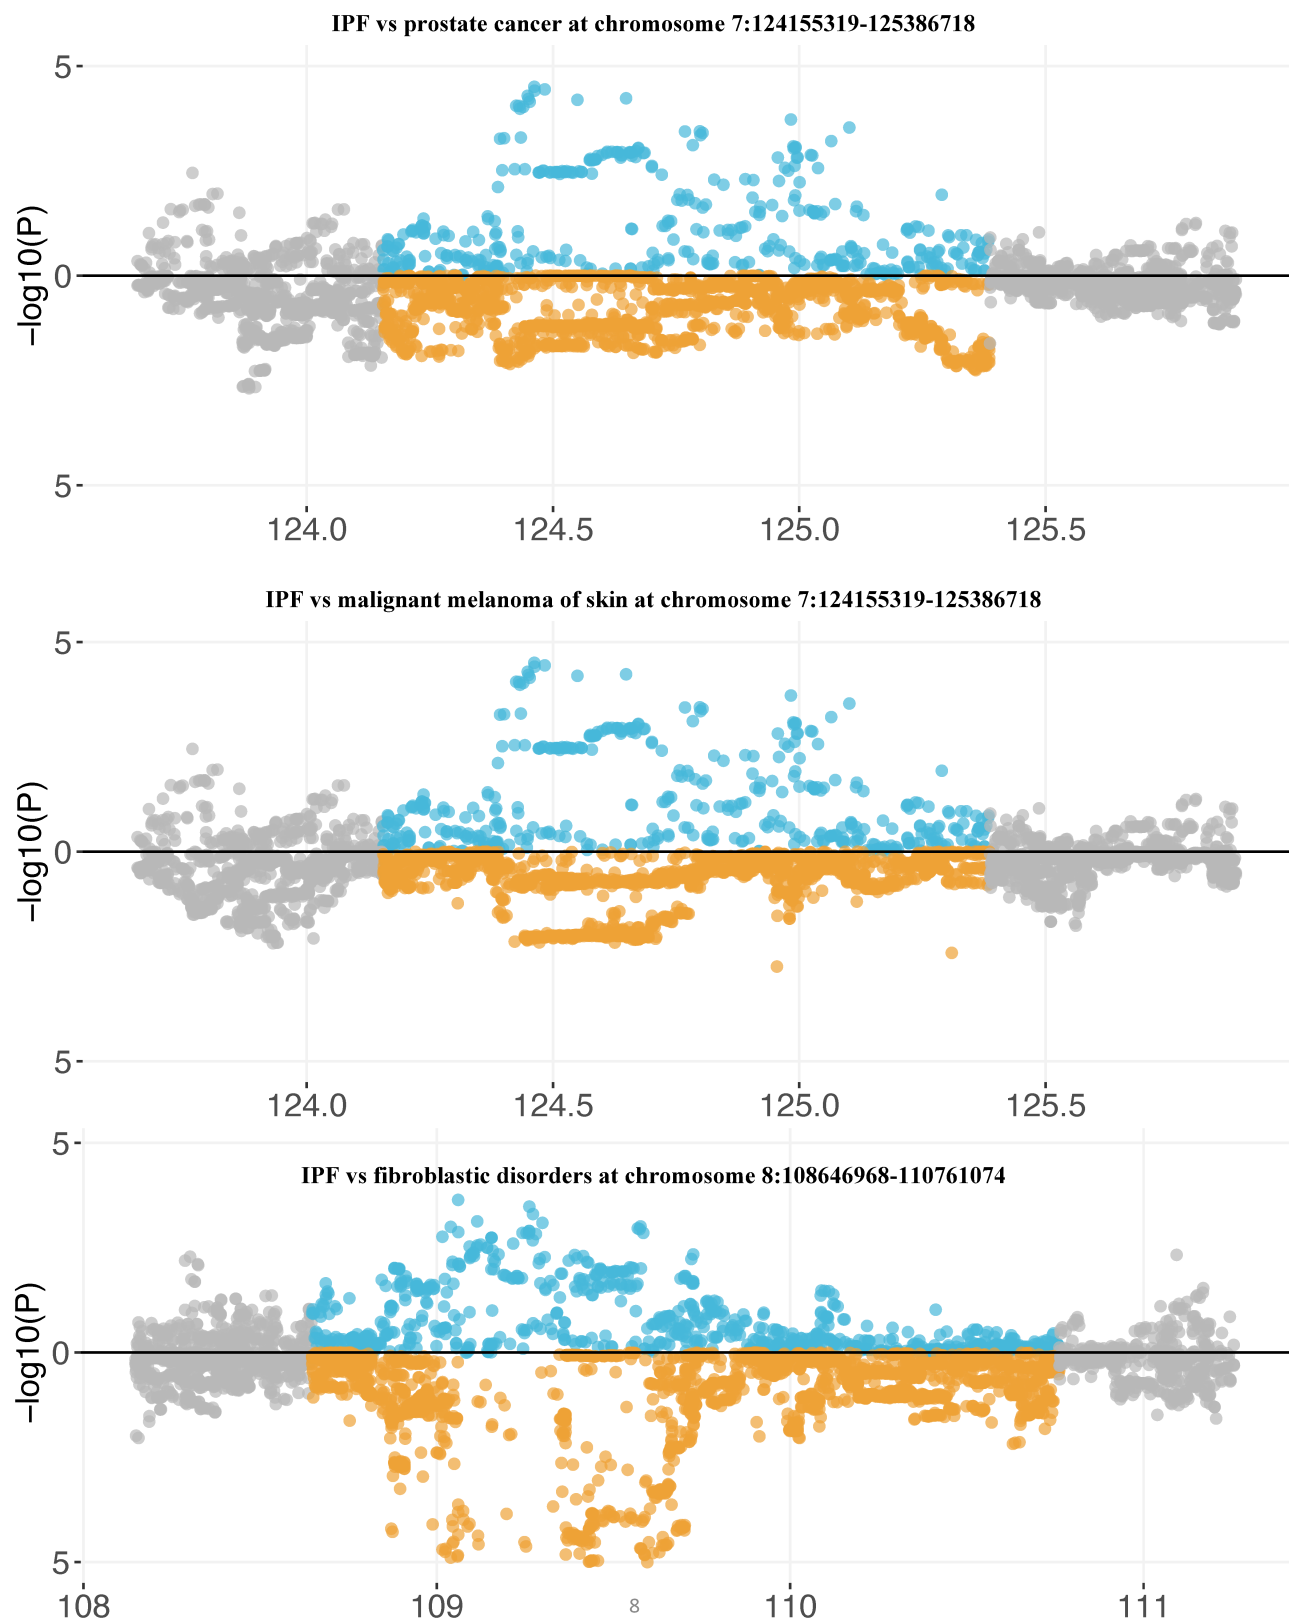 IPF vs prostate cancer at chromosome 7:124155319-125386718
5
0
5
−log10(P)
124.0 124.5 125.0 125.5
IPF vs malignant melanoma of skin at chromosome 7:124155319-125386718
5
0
5
−log10(P)
124.0 124.5 125.0 125.5
5
IPF vs fibroblastic disorders at chromosome 8:108646968-110761074
0
5
−log10(P)
108 109 110 111
8